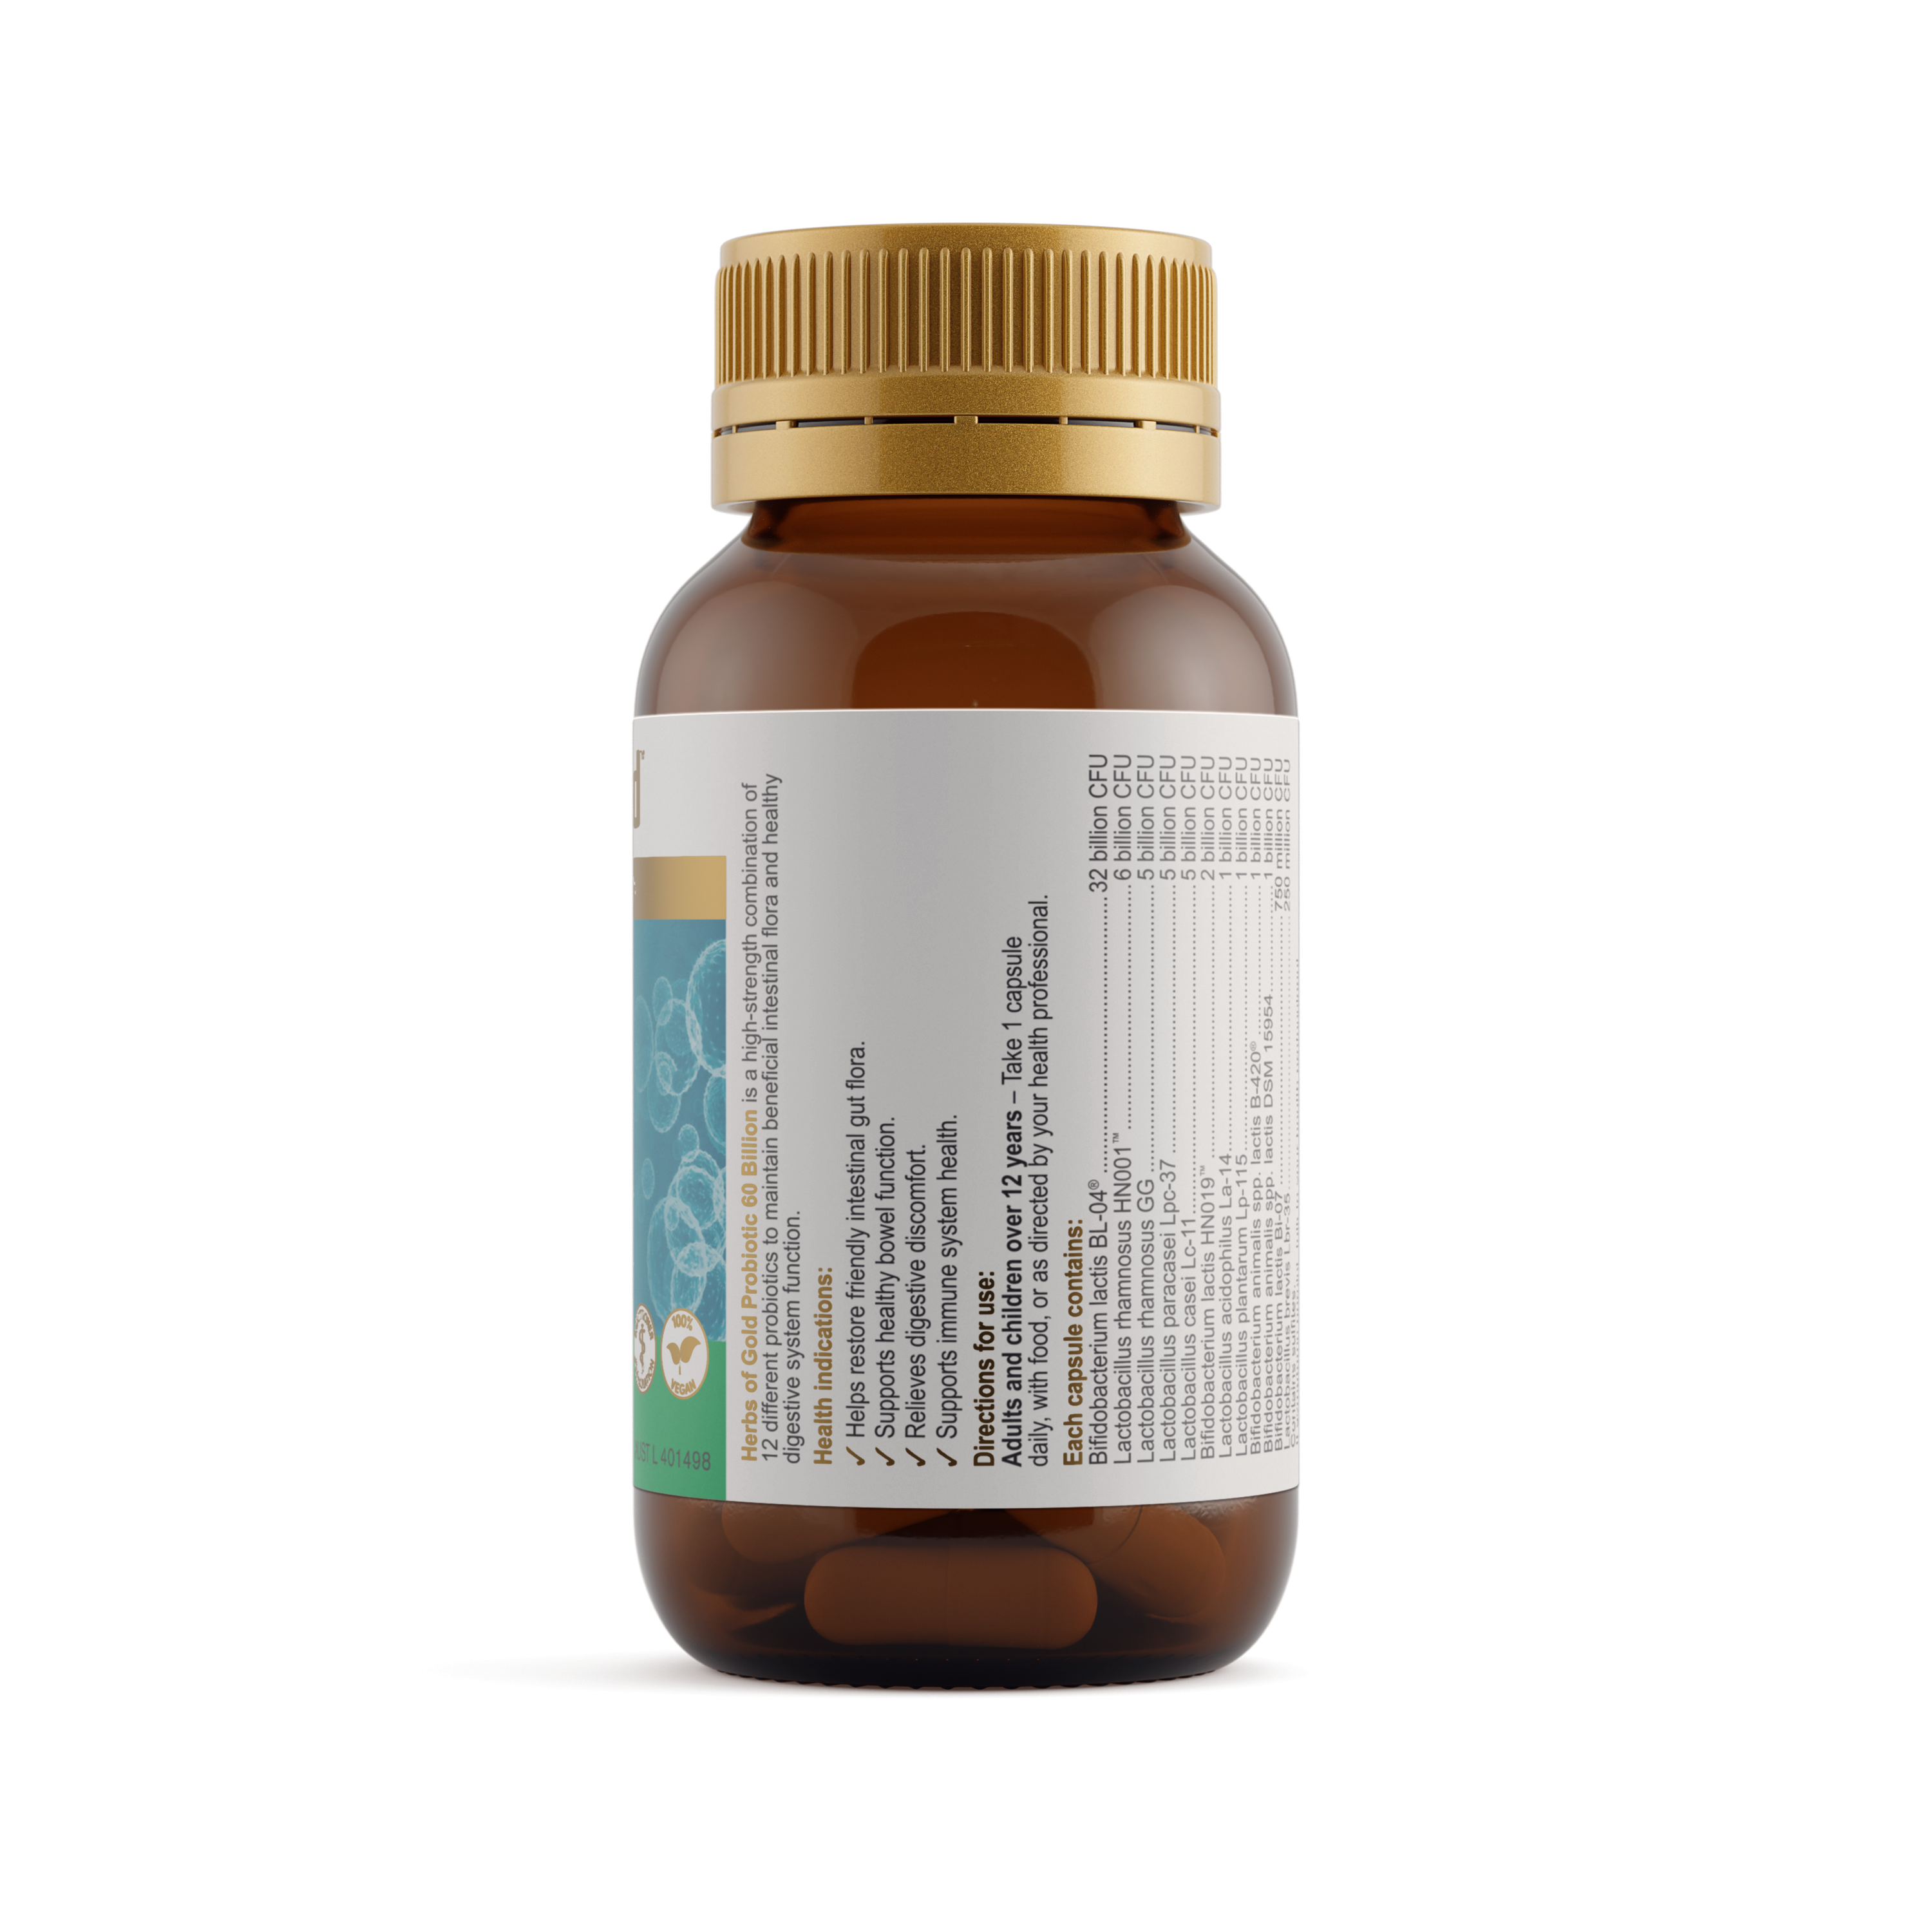 Herbs of Gold Probiotic 60 Billion is a high-strength combination of
12 different probiotics to maintain beneficial intestinal flora and healthy
digestive system function.
Health indications:
✓ Helps restore friendly intestinal gut flora.
✓ Supports healthy bowel function.
✓ Relieves digestive discomfort.
✓ Supports immune system health.
Directions for use:
Adults and children over 12 years – Take 1 capsule
daily, with food, or as directed by your health professional.
Each capsule contains:
Bifidobacterium lactis BL-04® 32 billion CFU
Lactobacillus rhamnosus HN001™ 6 billion CFU
Lactobacillus rhamnosus GG 5 billion CFU
Lactobacillus paracasei Lpc-37 5 billion CFU
Lactobacillus casei Lc-11 5 billion CFU
Bifidobacterium lactis HN019™ 2 billion CFU
Lactobacillus acidophilus La-14 1 billion CFU
Lactobacillus plantarum Lp-115 1 billion CFU
Bifidobacterium animalis spp. lactis B-420® 1 billion CFU
Bifidobacterium animalis spp. lactis DSM 15954 1 billion CFU
Bifidobacterium lactis Bi-07 750 million CFU
Lactobacillus brevis Lbr-35 250 million CFU
100%
VEGAN
L 401498